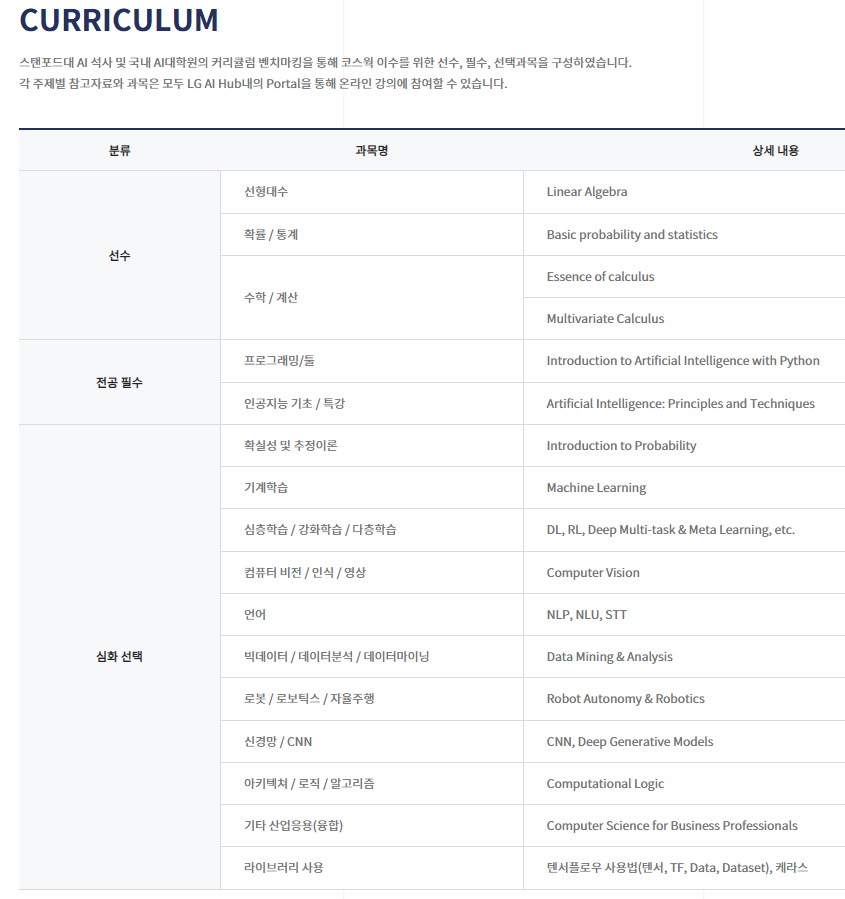 CURRICULUM
스탠포드대 AI 석사 및 국내 AI대학원의 커리큘럼 벤치마킹을 통해 코스웍 이수를 위한 선수, 필수, 선택과목을 구성하였습니다.
각 주제별 참고자료와 과목은 모두 LG AI Hub내의 Portal을 통해 온라인 강의에 참여할 수 있습니다.
분류 과목명 상세 내용
선수
선형대수 Linear Algebra
확률 / 통계 Basic probability and statistics
수학 / 계산 Essence of calculus
Multivariate Calculus
전공 필수
프로그래밍/툴 Introduction to Artificial Intelligence with Python
인공지능 기초 / 특강 Artificial Intelligence: Principles and Techniques
심화 선택
확실성 및 추정이론 Introduction to Probability
기계학습 Machine Learning
심층학습 / 강화학습 / 다층학습 DL, RL, Deep Multi-task & Meta Learning, etc.
컴퓨터 비전 / 인식 / 영상 Computer Vision
언어 NLP, NLU, STT
빅데이터 / 데이터분석 / 데이터마이닝 Data Mining & Analysis
로봇 / 로보틱스 / 자율주행 Robot Autonomy & Robotics
신경망 / CNN CNN, Deep Generative Models
아키텍쳐 / 로직 / 알고리즘 Computational Logic
기타 산업응용(융합) Computer Science for Business Professionals
라이브러리 사용 텐서플로우 사용법(텐서, TF, Data, Dataset), 케라스